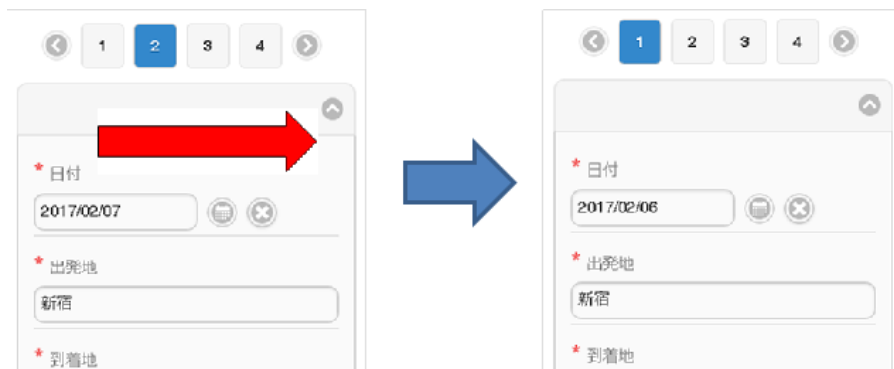 1 2 3 4
* 日付
2017/02/07
* 出発地
新宿
* 到着地
1 2 3 4
* 日付
2017/02/06
* 出発地
新宿
* 到着地